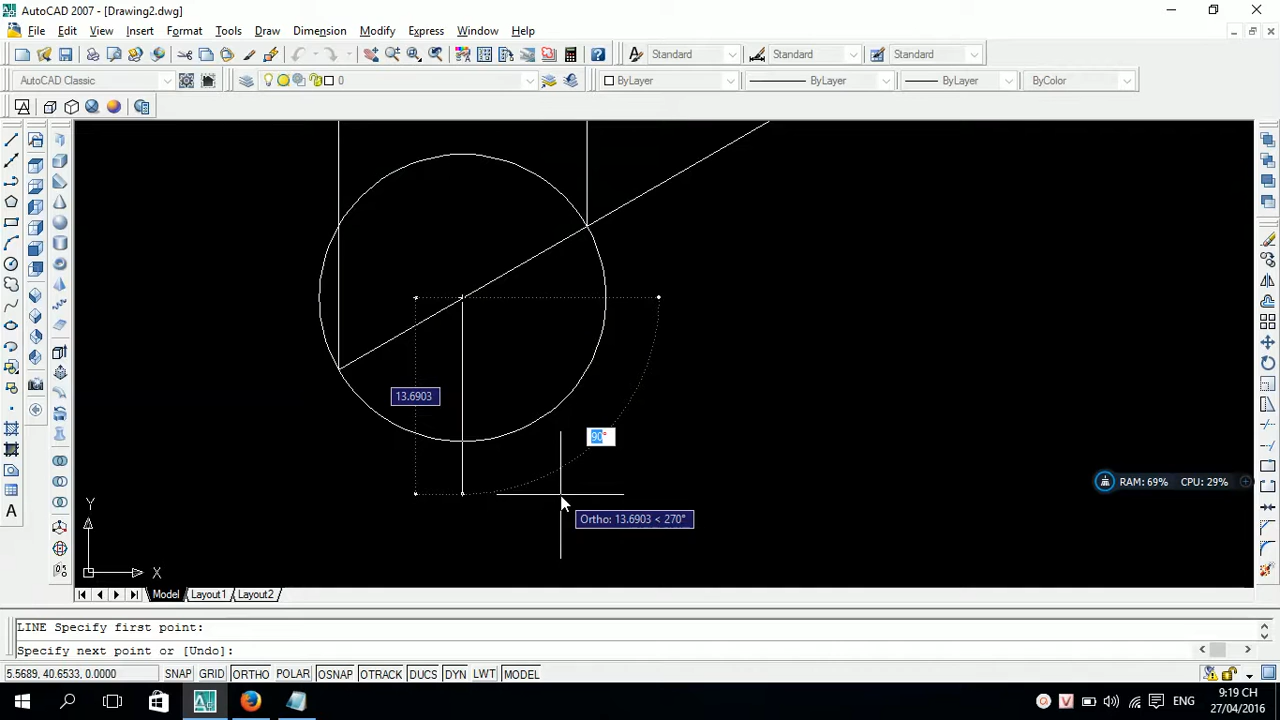 AutoCAD 2007 - [Drawing2.dwg]
File Edit View Insert Format Tools Draw Dimension Modify Express Window Help
Standard Standard Standard
AutoCAD Classic 0 ByLayer ByLayer ByLayer ByColor
13.6903
90°
RAM: 69% CPU: 29%
Ortho: 13.6903 < 270°
Y
X
A
Model Layout1 Layout2
LINE Specify first point:
Specify next point or [Undo]:
5.5689, 40.6533, 0.0000 SNAP GRID ORTHO POLAR OSNAP OTRACK DUCS DYN LWT MODEL
ENG
9:19 CH
27/04/2016